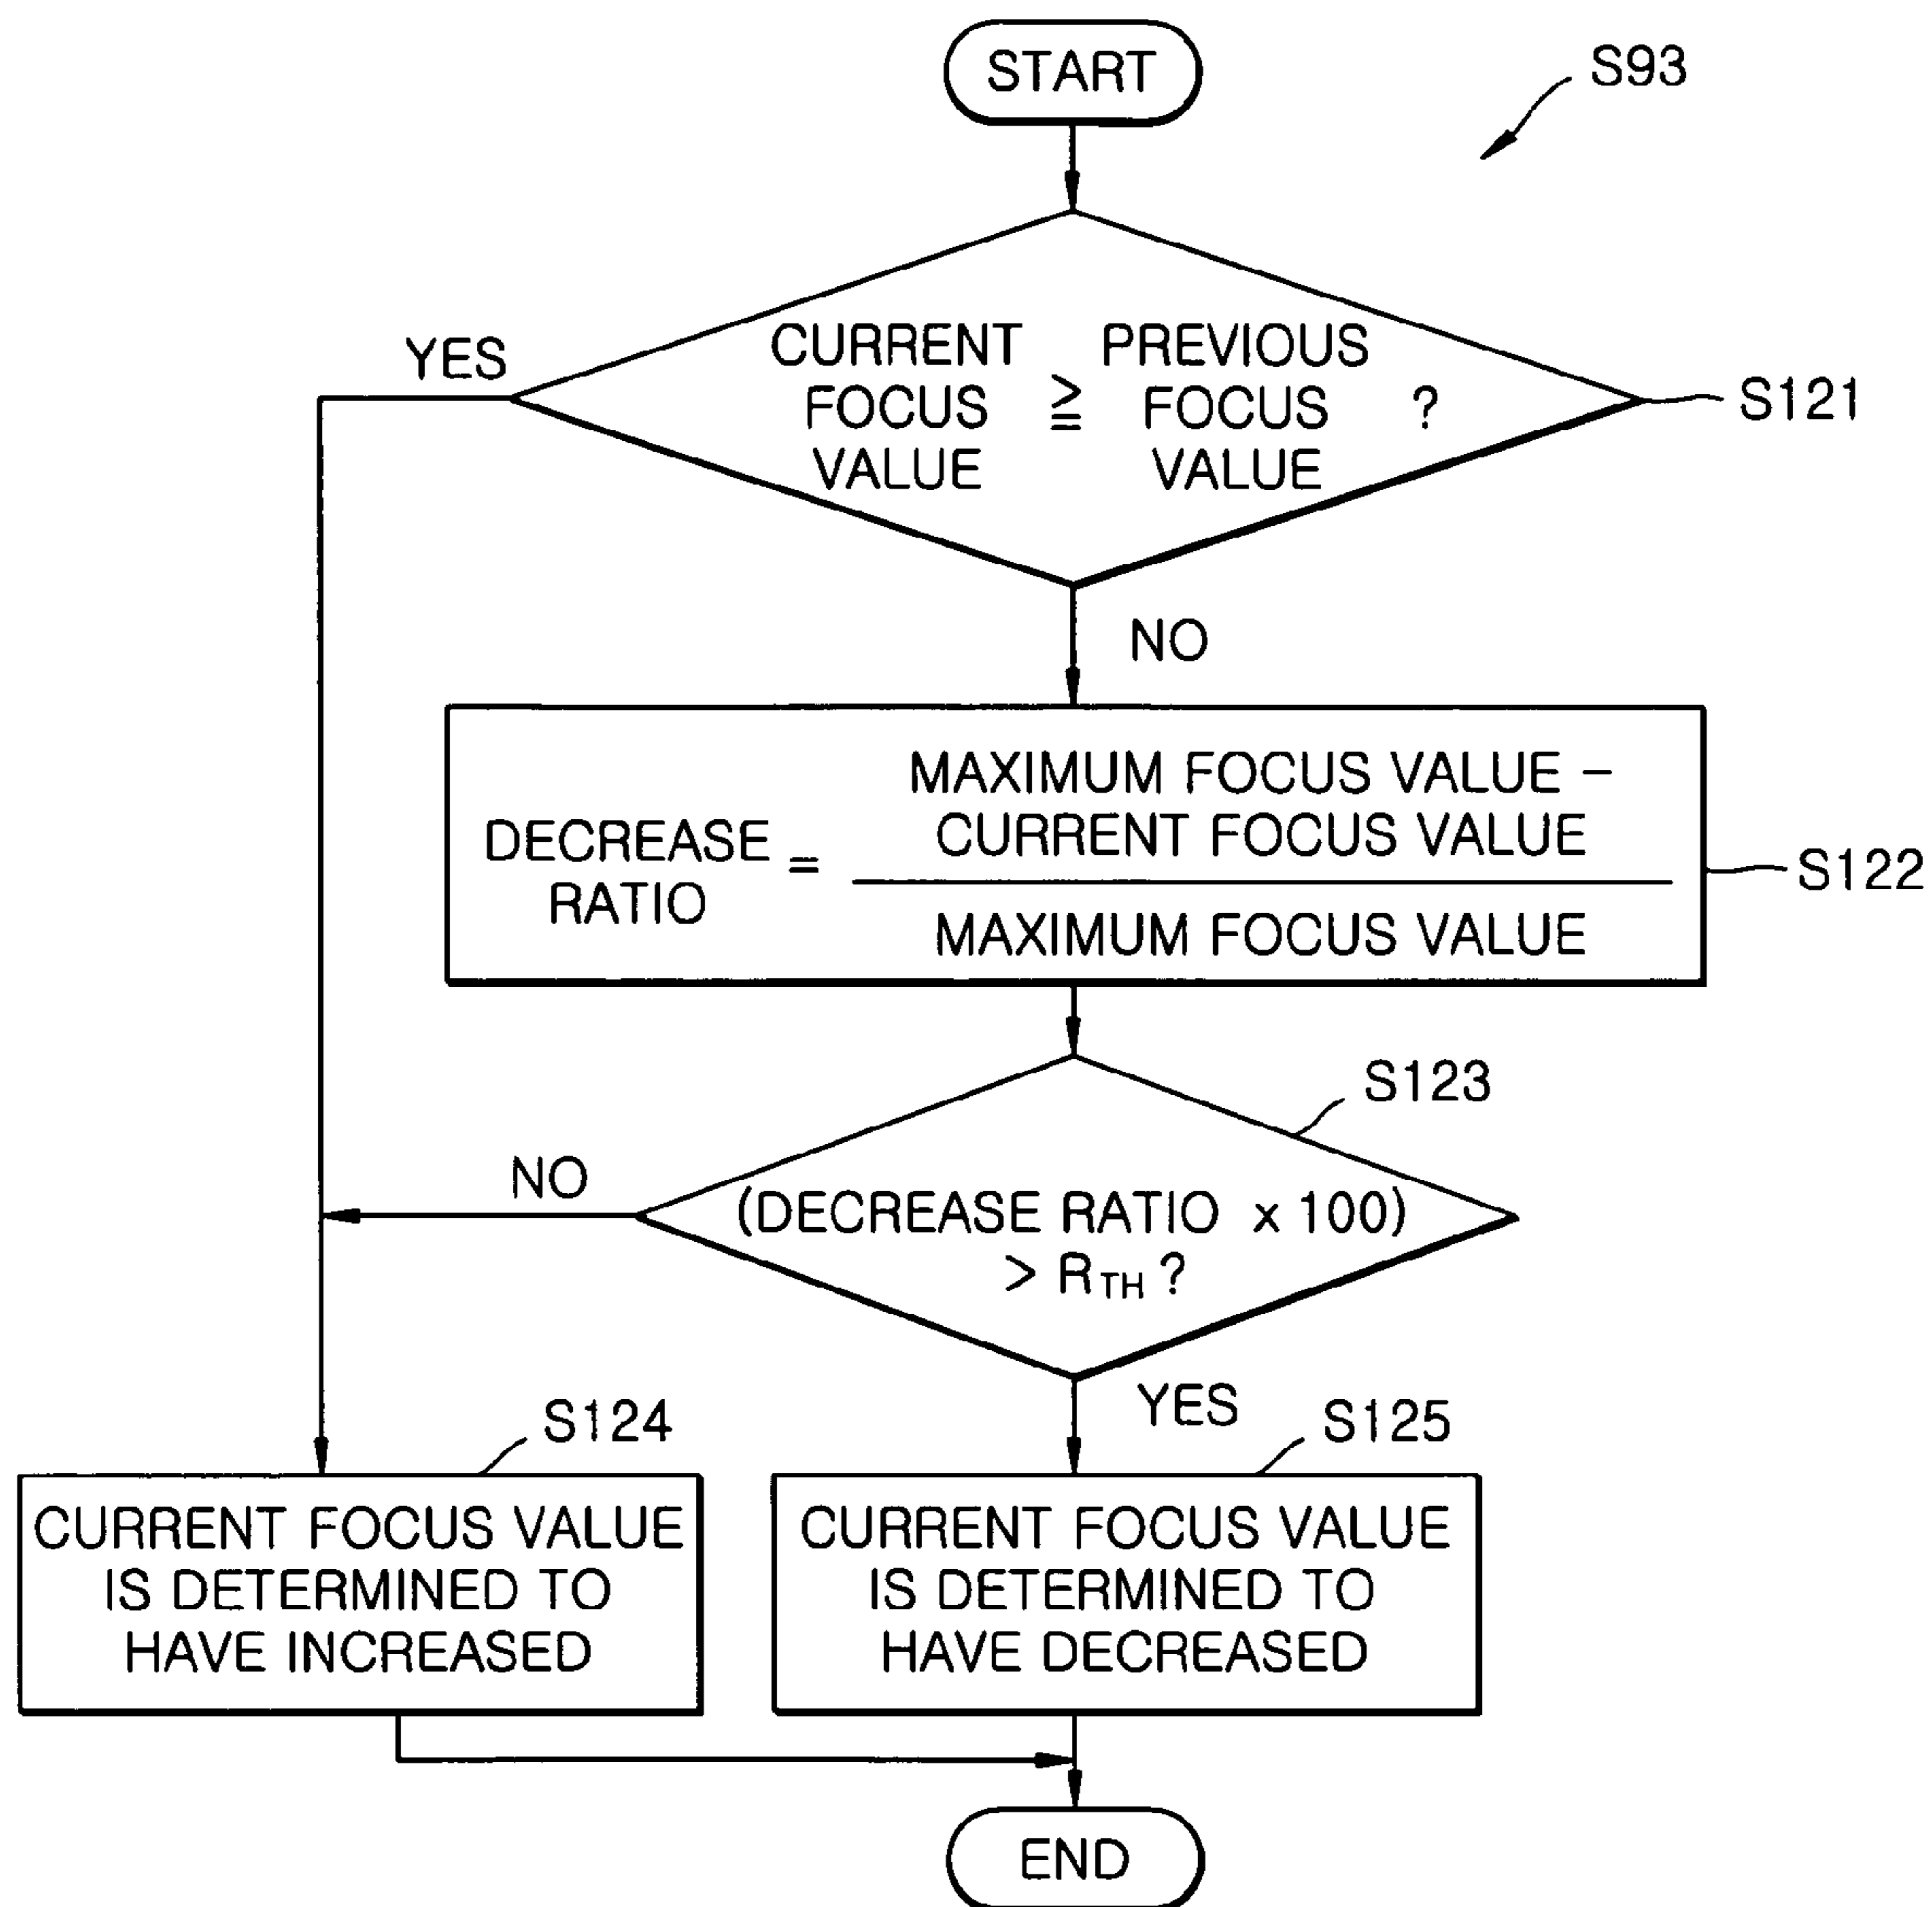 START
S93
YES
CURRENT FOCUS VALUE ≧ PREVIOUS FOCUS VALUE ?
S121
NO
DECREASE RATIO =
MAXIMUM FOCUS VALUE –
CURRENT FOCUS VALUE
MAXIMUM FOCUS VALUE
S122
S123
NO
(DECREASE RATIO x 100)
> RTH ?
YES
S124
S125
CURRENT FOCUS VALUE
IS DETERMINED TO
HAVE INCREASED
CURRENT FOCUS VALUE
IS DETERMINED TO
HAVE DECREASED
END